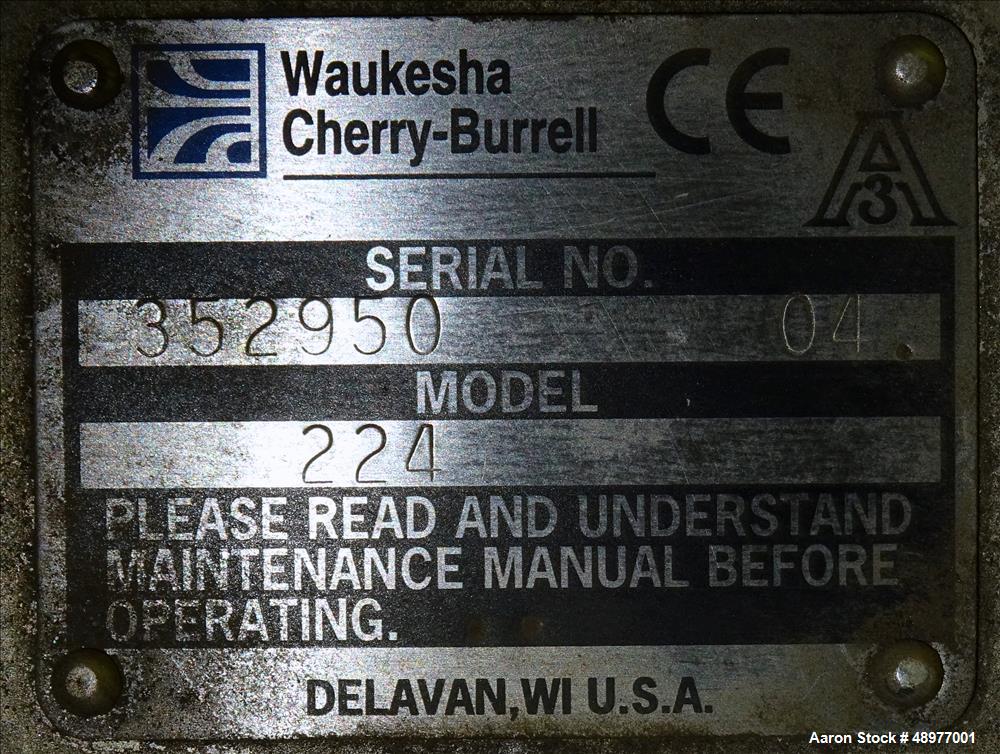 Waukesha
Cherry-Burrell
CE
A
3
SERIAL NO.
352950 04
MODEL
224
PLEASE READ AND UNDERSTAND
MAINTENANCE MANUAL BEFORE
OPERATING.
DELAVAN, WI U.S.A.
Aaron Stock # 48977001